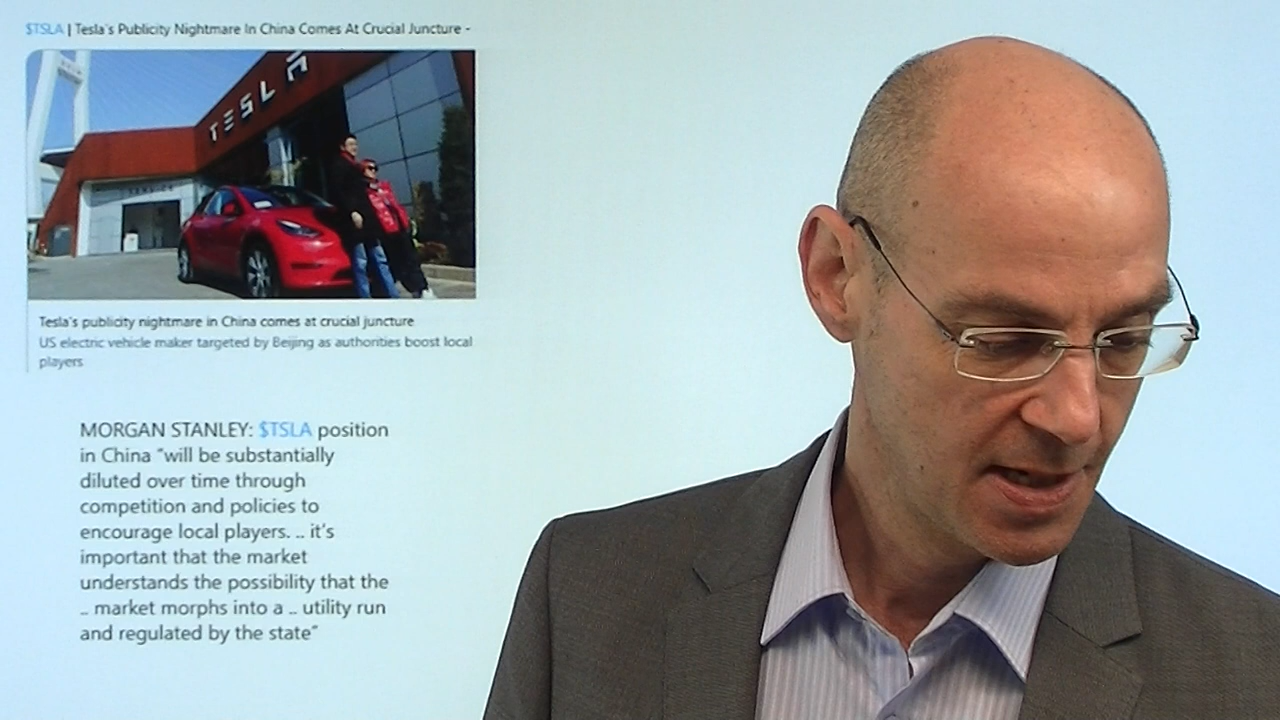 $TSLA | Tesla's Publicity Nightmare In China Comes At Crucial Juncture -
TESLA
SERVICE
Tesla's publicity nightmare in China comes at crucial juncture
US electric vehicle maker targeted by Beijing as authorities boost local
players
MORGAN STANLEY: $TSLA position
in China "will be substantially
diluted over time through
competition and policies to
encourage local players. .. it's
important that the market
understands the possibility that the
.. market morphs into a .. utility run
and regulated by the state"